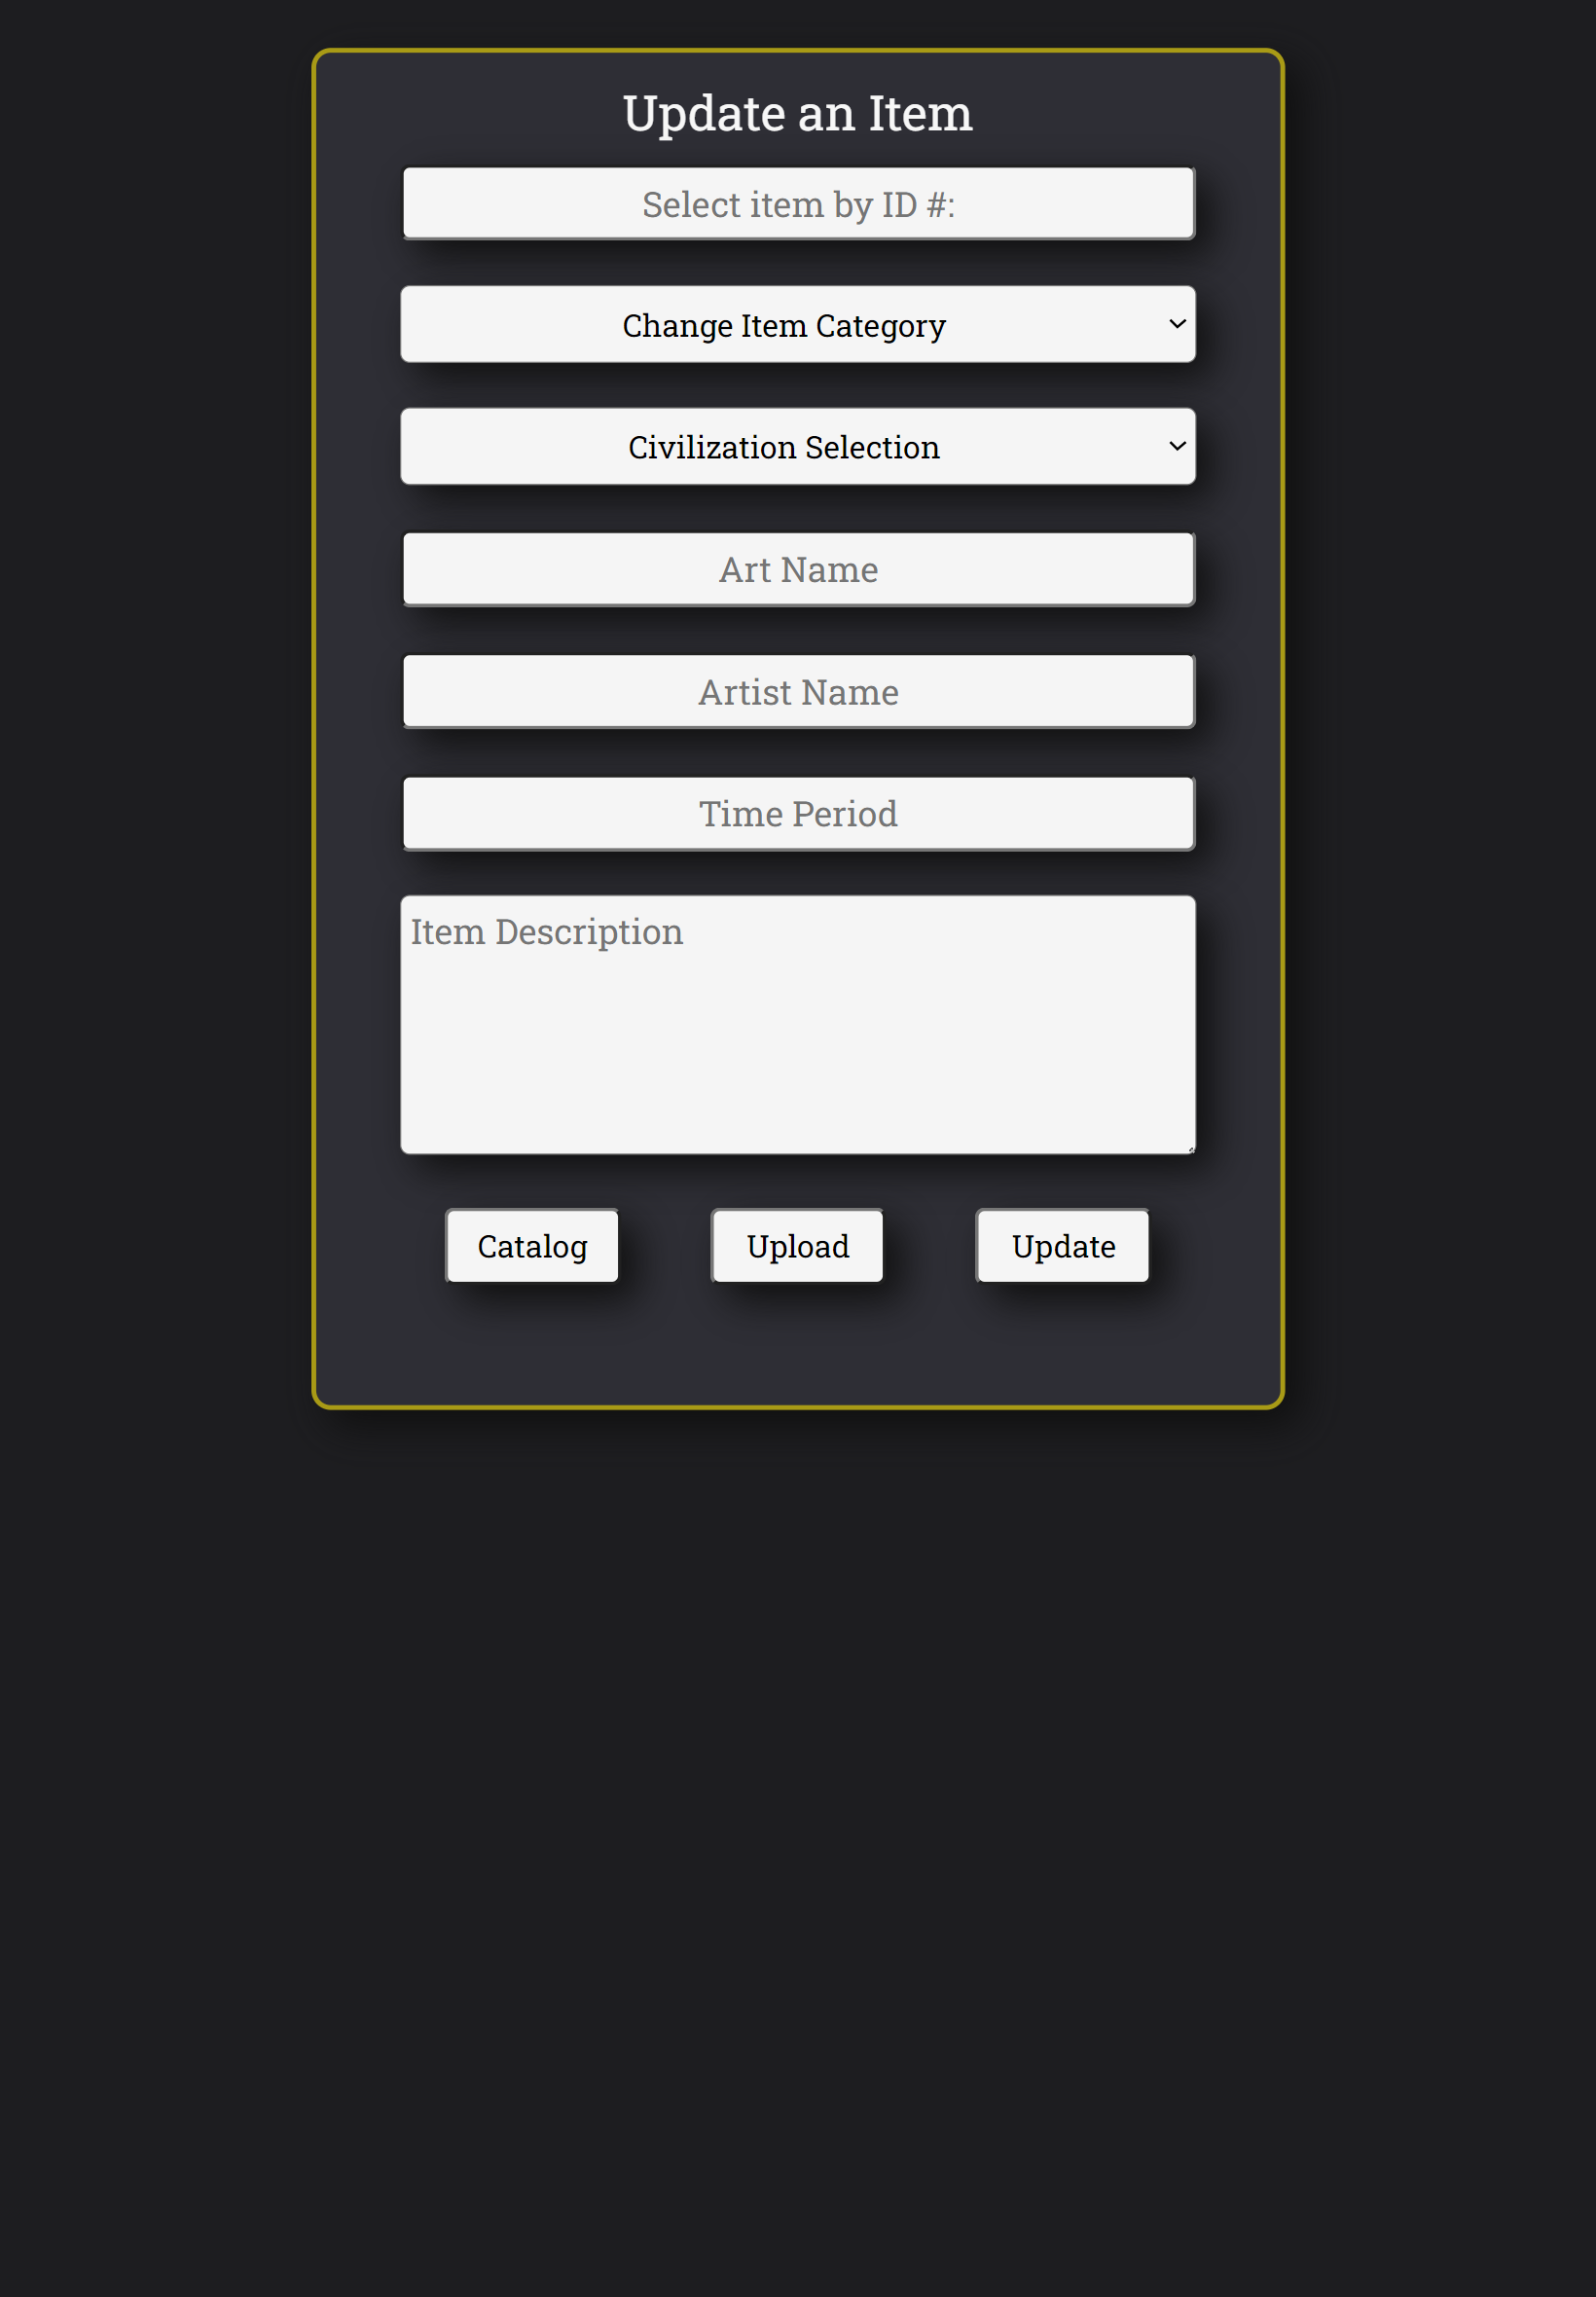 Update an Item
Select item by ID #:
Change Item Category
Civilization Selection
Art Name
Artist Name
Time Period
Item Description
Catalog
Upload
Update